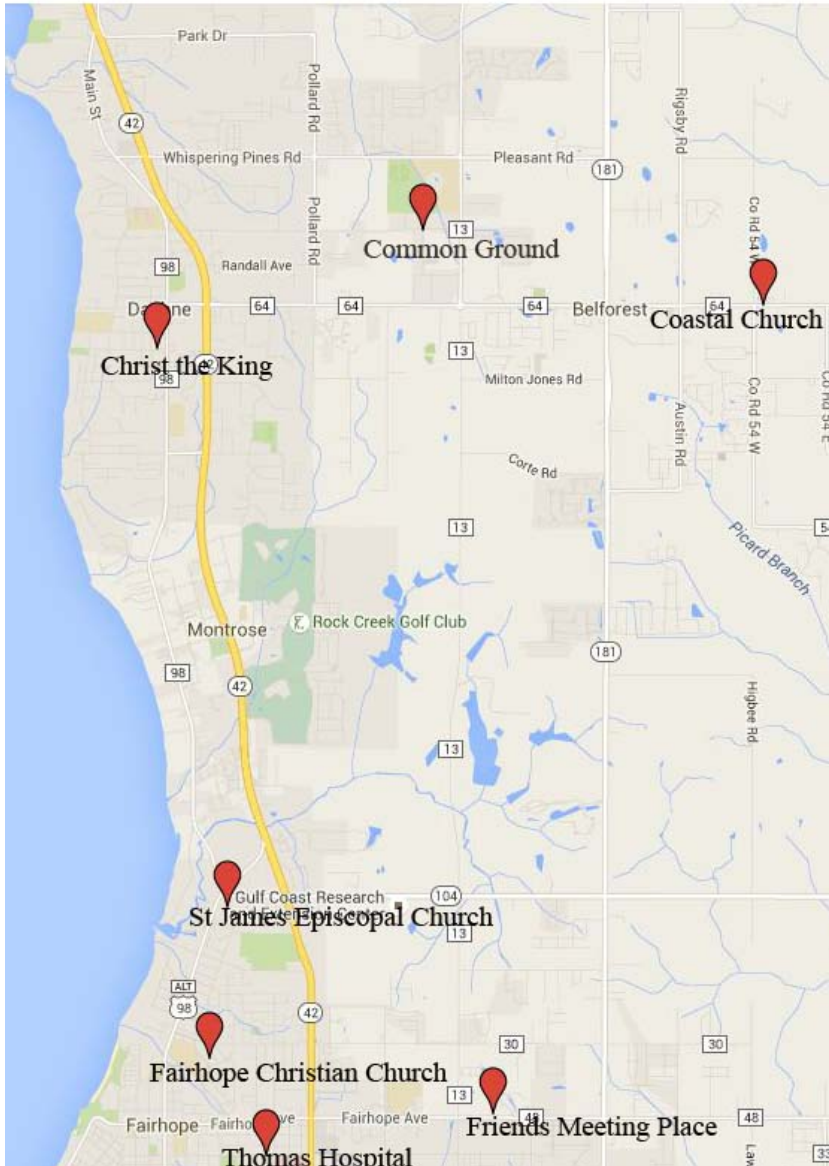 Park Dr
Main St
Pollard Rd
42
Whispering Pines Rd
Pleasant Rd
181
Rigsby Rd
Pollard Rd
Co Rd 54 W
13
Common Ground
98
Randall Ave
64
64
64
Belforest
64
Coastal Church
Christ the King
98
13
Milton Jones Rd
Co Rd 54 W
Austin Rd
Corte Rd
13
54
Picard Branch
Rock Creek Golf Club
Montrose
181
98
42
Higbee Rd
13
Gulf Coast Research
104
St James Episcopal Church
13
ALT
98
42
30
30
Fairhope Christian Church
13
Fairhope
Fairhope Ave
48
48
Friends Meeting Place
Thomas Hospital
33